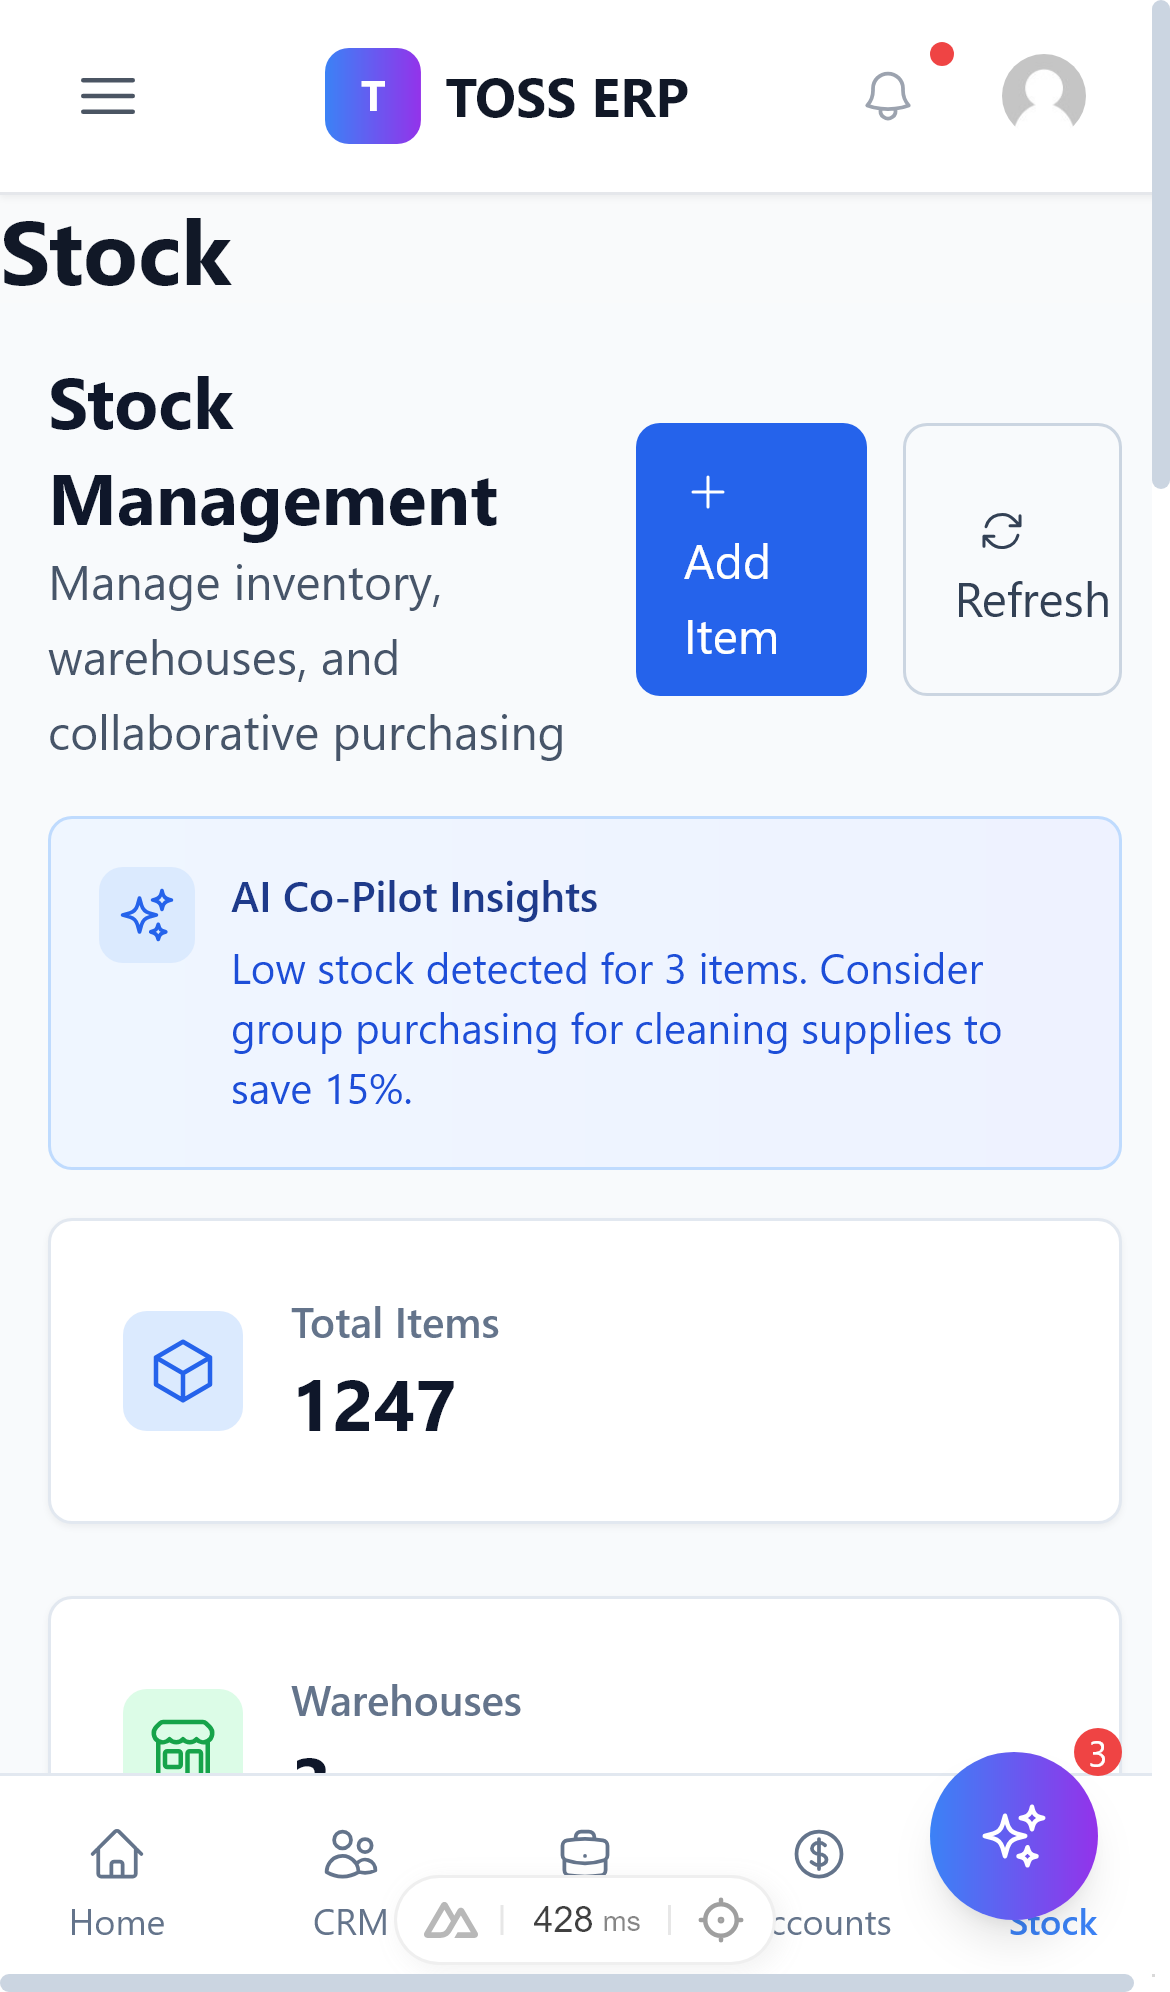 T TOSS ERP
Stock
Stock
Management
Manage inventory,
warehouses, and
collaborative purchasing
Add
Item
Refresh
AI Co-Pilot Insights
Low stock detected for 3 items. Consider
group purchasing for cleaning supplies to
save 15%.
Total Items
1247
Warehouses
3
Home
CRM
428 ms
ccounts
Stock